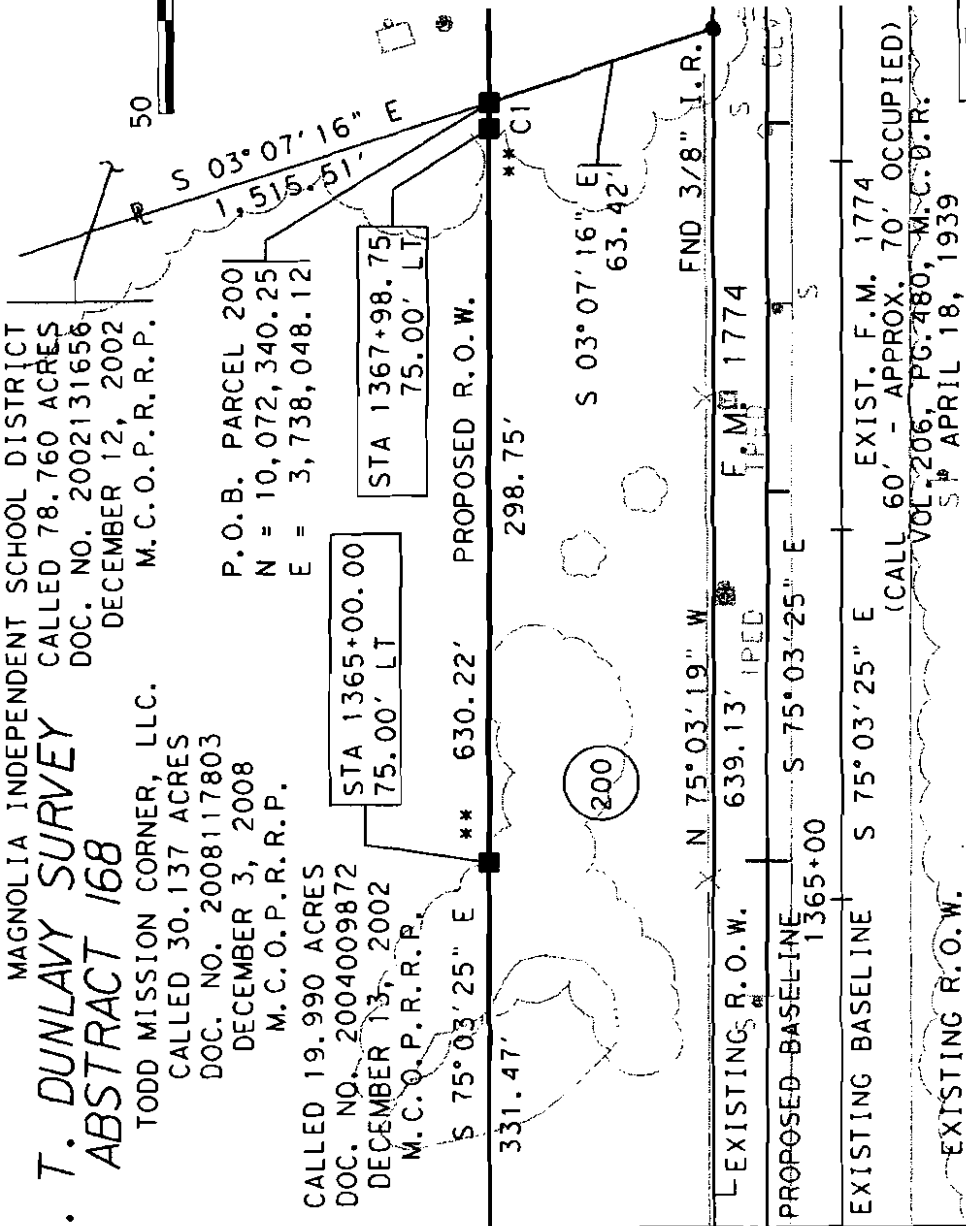 MAGNOLIA INDEPENDENT SCHOOL DISTRICT
CALLED 78.760 ACRES
DOC. NO. 2002131656
DECEMBER 12, 2002
M.C.O.P.R.R.P.
. T. DUNLAVY SURVEY
ABSTRACT 168
TODD MISSION CORNER, LLC.
CALLED 30.137 ACRES
DOC. NO. 2008117803
DECEMBER 3, 2008
M.C.O.P.R.R.P.
CALLED 19.990 ACRES
DOC. NO. 2004009872
DECEMBER 13, 2002
M.C.O.P.R.R.P.
50
S 03°07'16" E
1,515.51'
P.O.B. PARCEL 200
N = 10,072,340.25
E = 3,738,048.12
STA 1367+98.75
75.00' LT
STA 1365+00.00
75.00' LT
S 75°03'25" E ** 630.22' PROPOSED R.O.W.
331.47'
298.75'
** C1
S 03°07'16" E
63.42'
200
FND 3/8" I.R.
N 75°03'19" W
639.13'
F.M. 1774
TPED
TPED
S
S
S
EXISTING R.O.W.
PROPOSED BASELINE S 75°03'25" E
1365+00
EXISTING BASELINE S 75°03'25" E EXIST. F.M. 1774
(CALL 60' - APPROX. 70' OCCUPIED)
VOL. 206, PG. 480, M.C.D.R.
APRIL 18, 1939
EXISTING R.O.W.